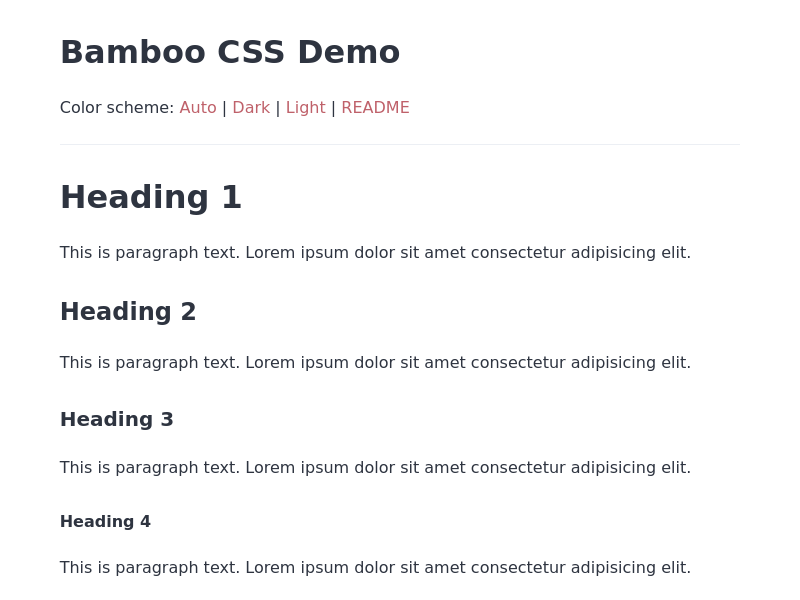 Bamboo CSS Demo
Color scheme: Auto | Dark | Light | README
Heading 1
This is paragraph text. Lorem ipsum dolor sit amet consectetur adipisicing elit.
Heading 2
This is paragraph text. Lorem ipsum dolor sit amet consectetur adipisicing elit.
Heading 3
This is paragraph text. Lorem ipsum dolor sit amet consectetur adipisicing elit.
Heading 4
This is paragraph text. Lorem ipsum dolor sit amet consectetur adipisicing elit.